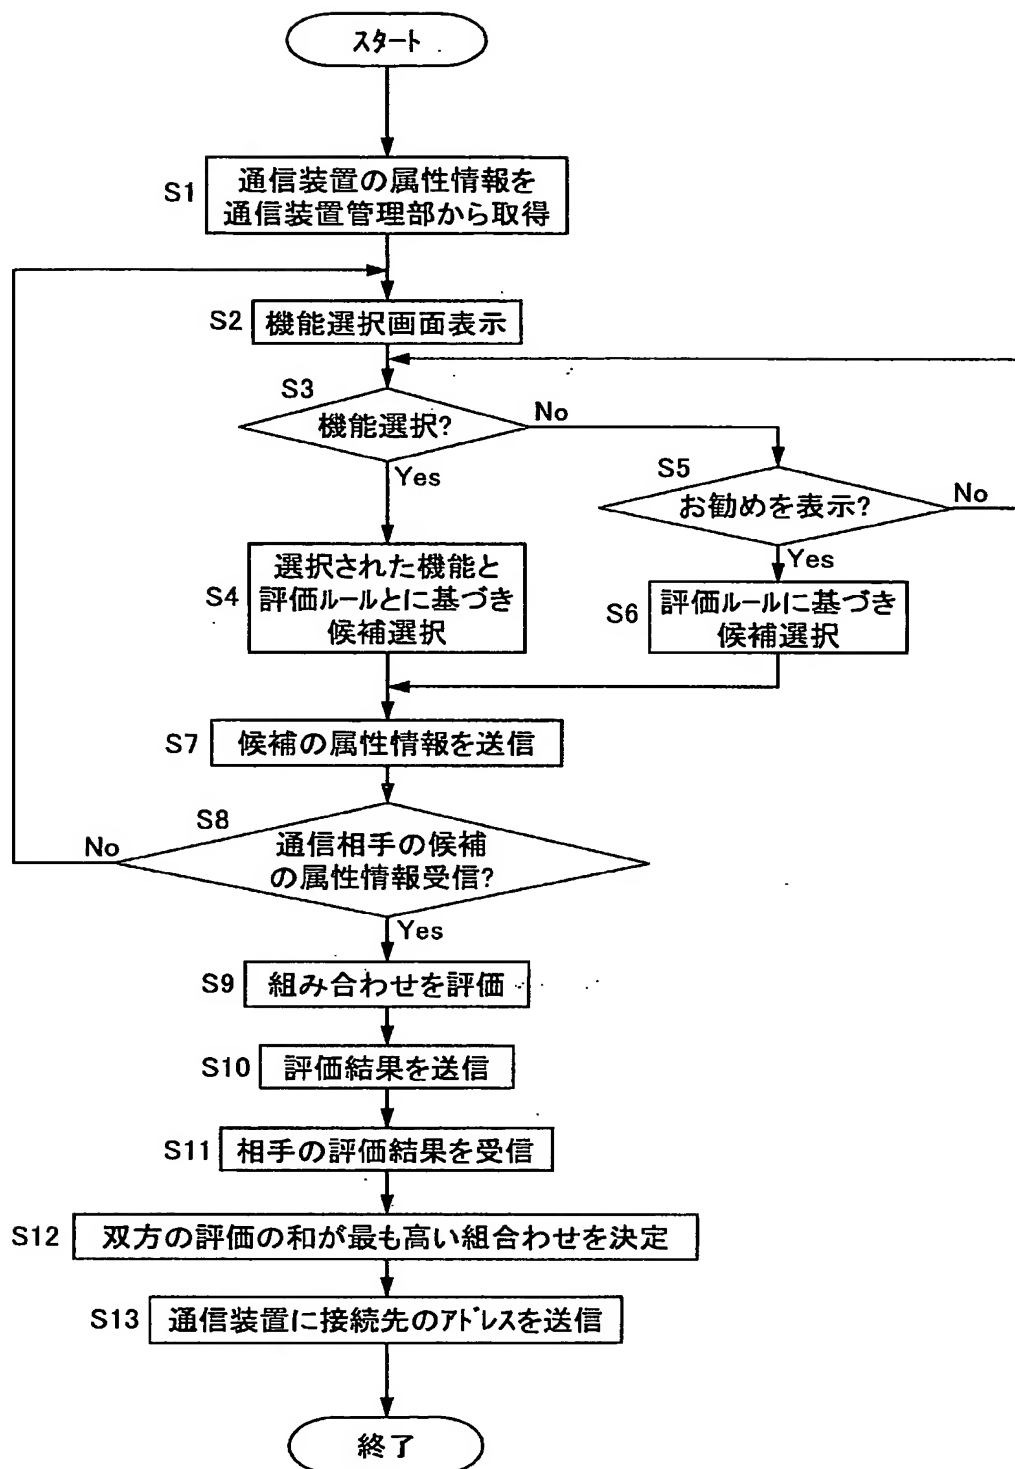 スタート
S1
通信装置の属性情報を
通信装置管理部から取得
S2
機能選択画面表示
S3
機能選択?
No
Yes
S5
お勧めを表示?
No
Yes
S4
選択された機能と
評価ルールとに基づき
候補選択
S6
評価ルールに基づき
候補選択
S7
候補の属性情報を送信
S8
通信相手の候補
の属性情報受信?
No
Yes
S9
組み合わせを評価
S10
評価結果を送信
S11
相手の評価結果を受信
S12
双方の評価の和が最も高い組合わせを決定
S13
通信装置に接続先のアドレスを送信
終了